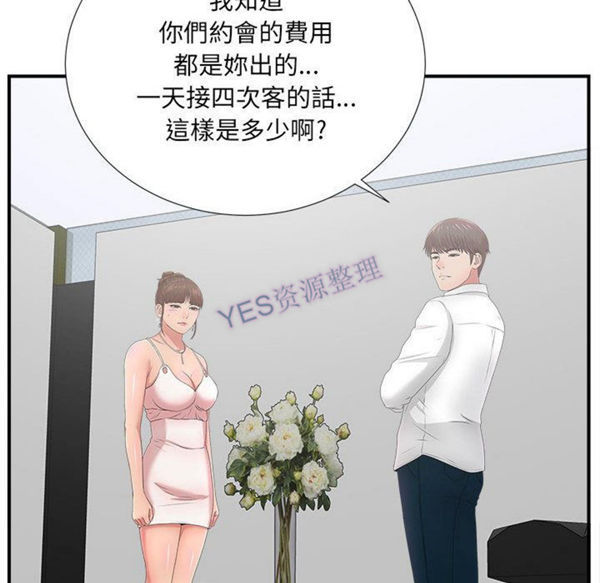 我知道
你們約會的費用
都是妳出的...
一天接四次客的話...
這樣是多少啊?
YES资源整理